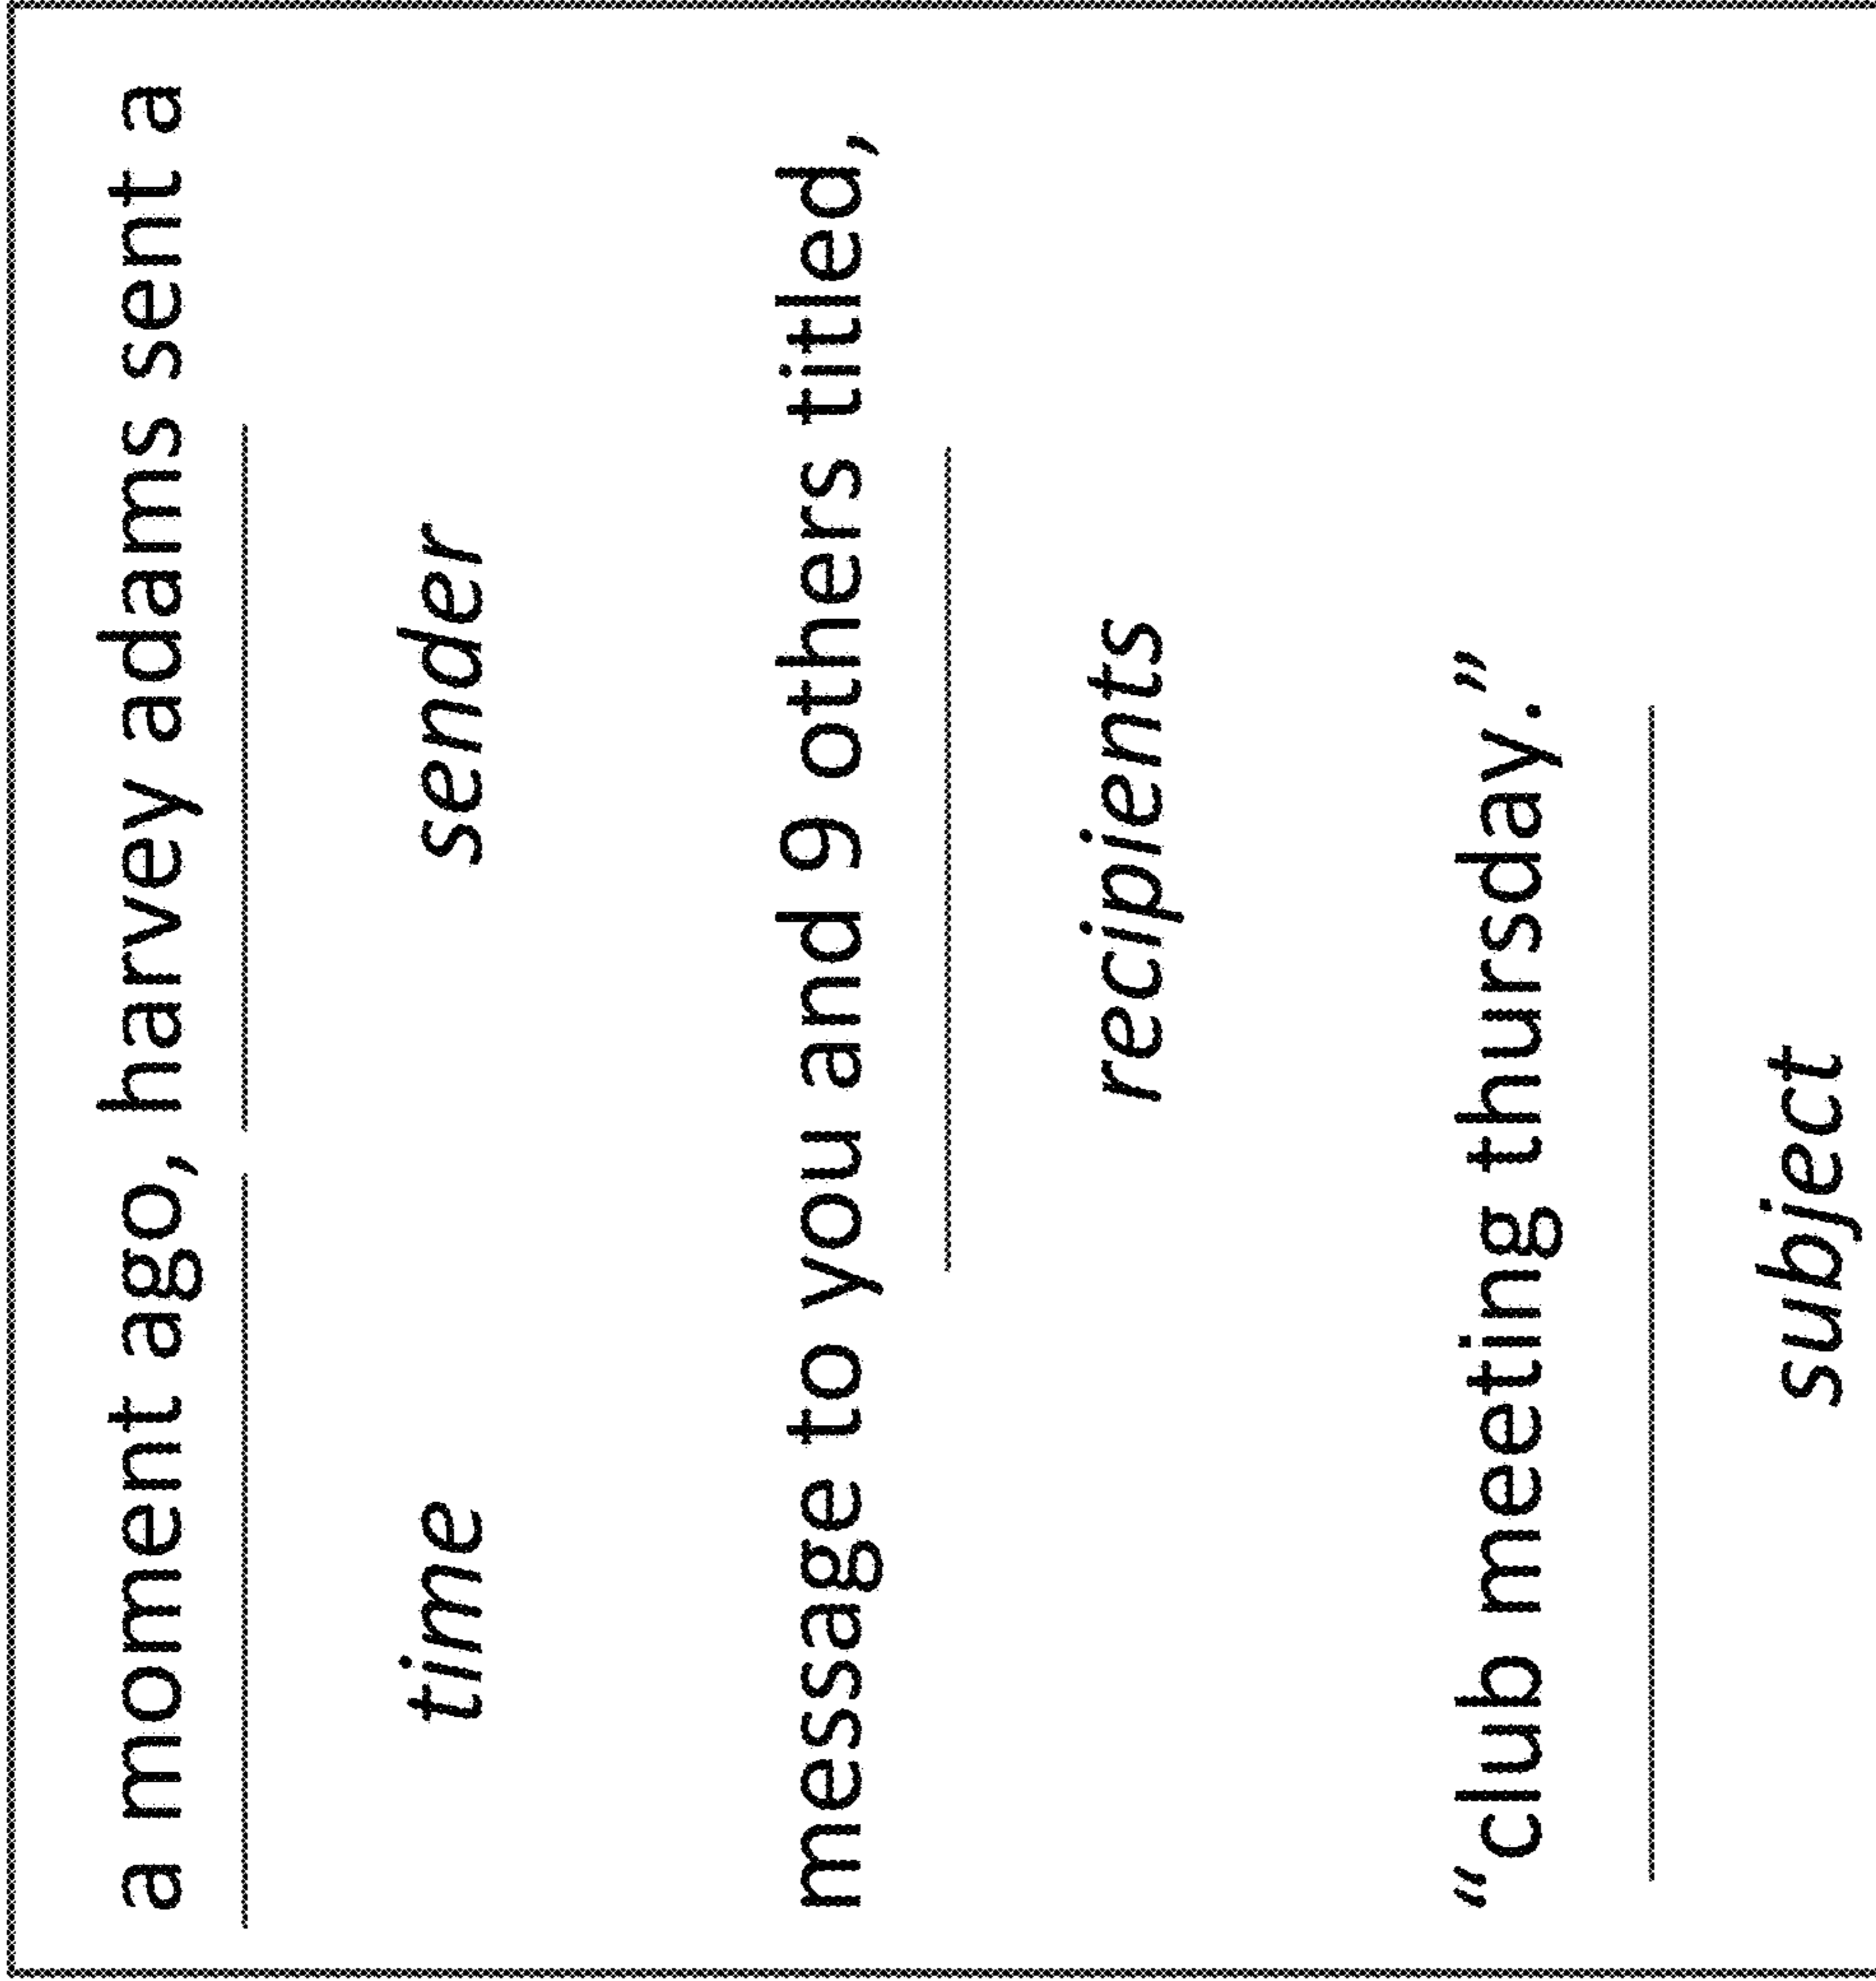 a moment ago, harvey adams sent a
time sender
message to you and 9 others titled,
recipients
“club meeting thursday.”
subject